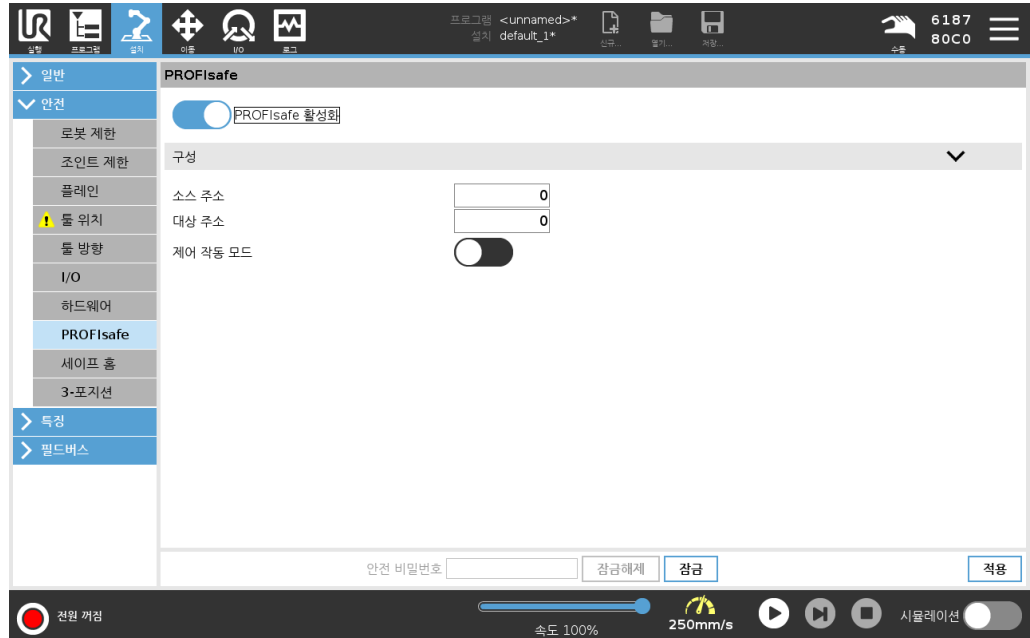 프로그램 <unnamed>*
설치 default_1*
실행
프로그램
설치
이동
I/O
로그
신규...
열기...
저장...
수동
6187
80C0
일반
안전
로봇 제한
조인트 제한
플레인
툴 위치
툴 방향
I/O
하드웨어
PROFIsafe
세이프 홈
3-포지션
특징
필드버스
PROFIsafe
PROFIsafe 활성화
구성
소스 주소 0
대상 주소 0
제어 작동 모드
안전 비밀번호 잠금해제 잠금 적용
전원 꺼짐
속도 100%
250mm/s
시뮬레이션